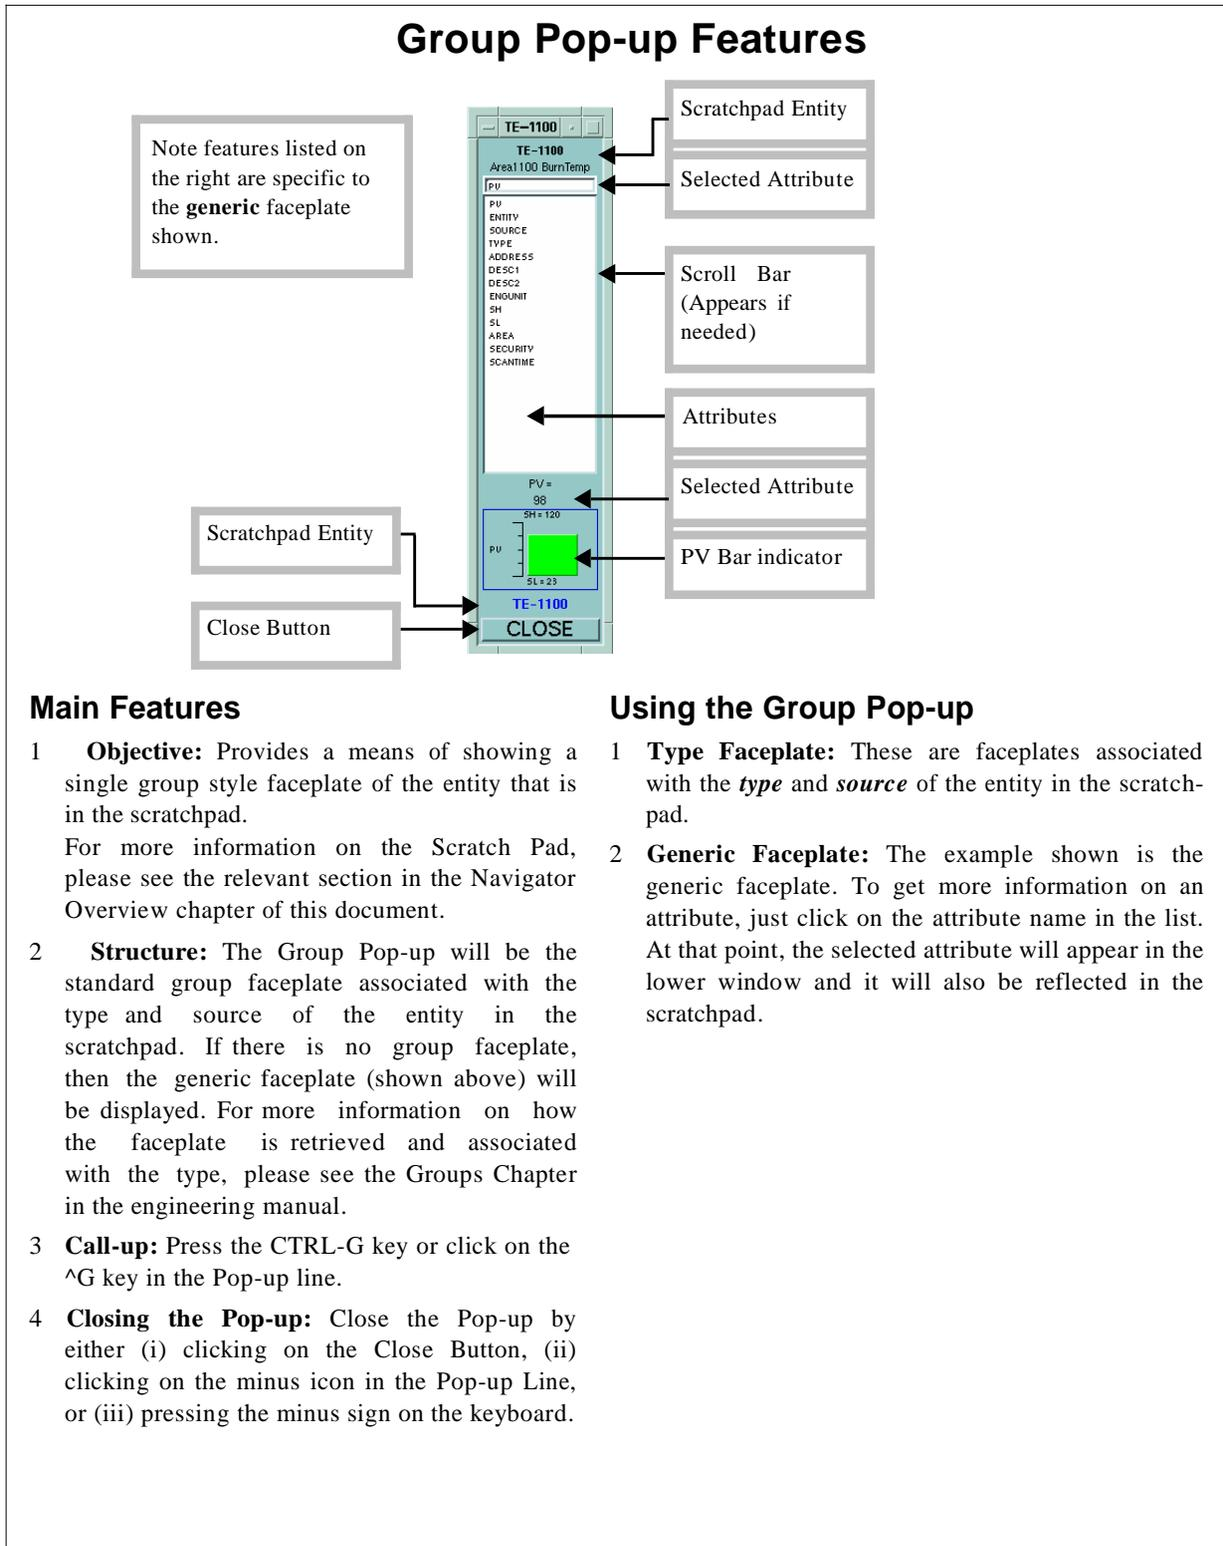 Group Pop-up Features
Note features listed on
the right are specific to
the generic faceplate
shown.
TE-1100
TE-1100
Area1100 BurnTemp
PV
PV
ENTITY
SOURCE
TYPE
ADDRESS
DESC1
DESC2
ENGUNIT
SH
SL
AREA
SECURITY
SCANTIME
PV =
98
SH = 120
PV
SL = 23
TE-1100
CLOSE
Scratchpad Entity
Selected Attribute
Scroll Bar
(Appears if
needed)
Attributes
Selected Attribute
PV Bar indicator
Scratchpad Entity
Close Button
Main Features
1 Objective: Provides a means of showing a
single group style faceplate of the entity that is
in the scratchpad.
For more information on the Scratch Pad,
please see the relevant section in the Navigator
Overview chapter of this document.
2 Structure: The Group Pop-up will be the
standard group faceplate associated with the
type and source of the entity in the
scratchpad. If there is no group faceplate,
then the generic faceplate (shown above) will
be displayed. For more information on how
the faceplate is retrieved and associated
with the type, please see the Groups Chapter
in the engineering manual.
3 Call-up: Press the CTRL-G key or click on the
^G key in the Pop-up line.
4 Closing the Pop-up: Close the Pop-up by
either (i) clicking on the Close Button, (ii)
clicking on the minus icon in the Pop-up Line,
or (iii) pressing the minus sign on the keyboard.
Using the Group Pop-up
1 Type Faceplate: These are faceplates associated
with the type and source of the entity in the scratch-
pad.
2 Generic Faceplate: The example shown is the
generic faceplate. To get more information on an
attribute, just click on the attribute name in the list.
At that point, the selected attribute will appear in the
lower window and it will also be reflected in the
scratchpad.